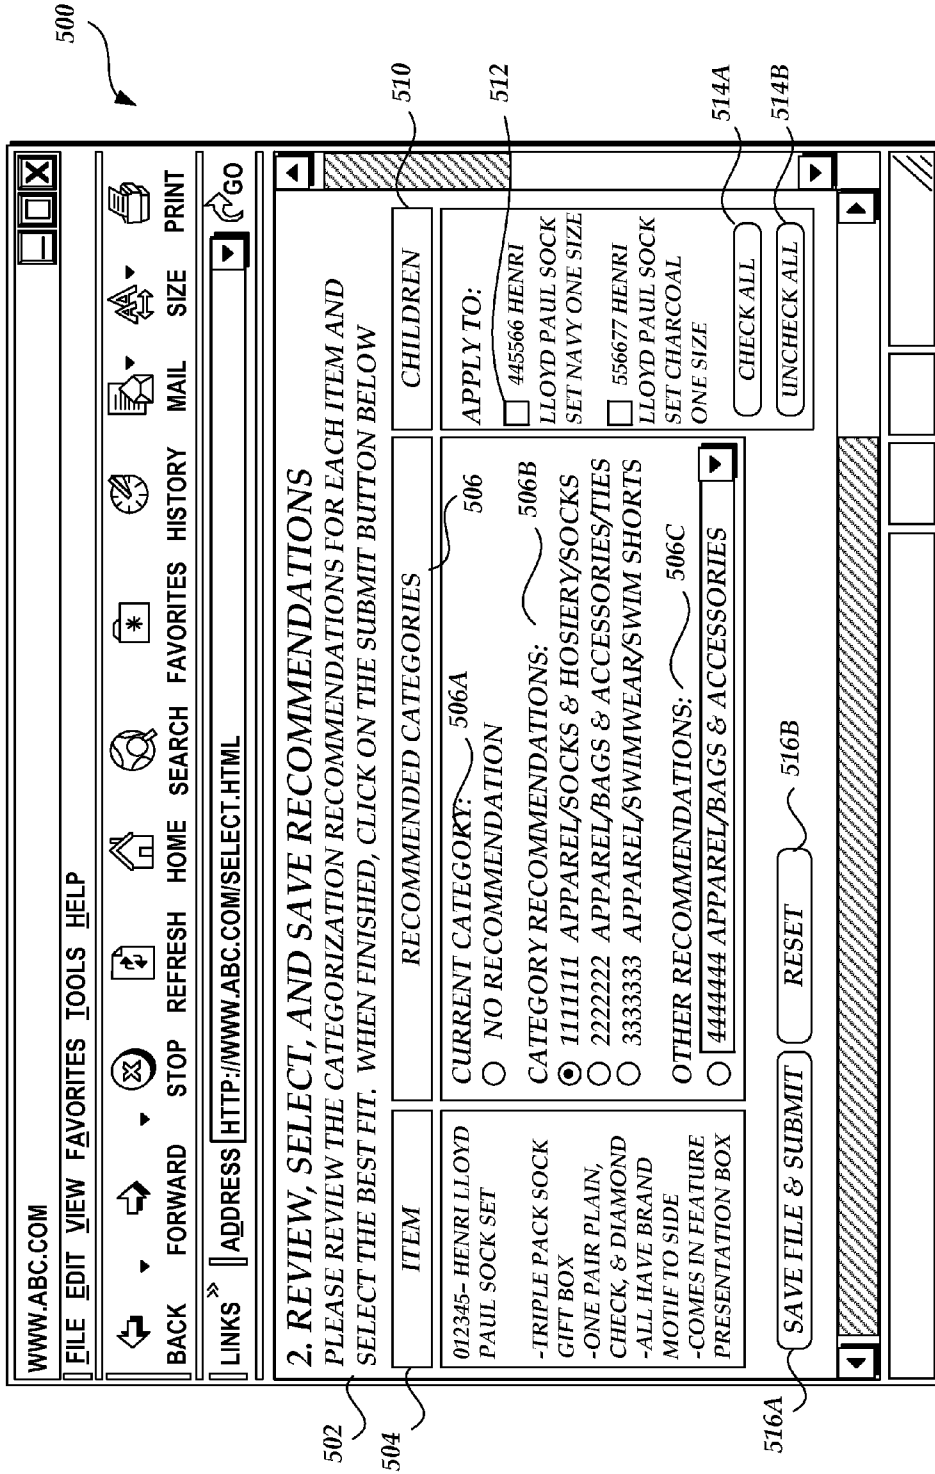 500
WWW.ABC.COM
FILE EDIT VIEW FAVORITES TOOLS HELP
BACK FORWARD STOP REFRESH HOME SEARCH FAVORITES HISTORY MAIL SIZE PRINT
LINKS » ADDRESS HTTP://WWW.ABC.COM/SELECT.HTML GO
502
2. REVIEW, SELECT, AND SAVE RECOMMENDATIONS
PLEASE REVIEW THE CATEGORIZATION RECOMMENDATIONS FOR EACH ITEM AND
SELECT THE BEST FIT. WHEN FINISHED, CLICK ON THE SUBMIT BUTTON BELOW
504
ITEM
012345- HENRI LLOYD
PAUL SOCK SET
-TRIPLE PACK SOCK
GIFT BOX
-ONE PAIR PLAIN,
CHECK, & DIAMOND
-ALL HAVE BRAND
MOTIF TO SIDE
-COMES IN FEATURE
PRESENTATION BOX
RECOMMENDED CATEGORIES
506
CURRENT CATEGORY:
506A
NO RECOMMENDATION
CATEGORY RECOMMENDATIONS:
506B
1111111 APPAREL/SOCKS & HOSIERY/SOCKS
2222222 APPAREL/BAGS & ACCESSORIES/TIES
3333333 APPAREL/SWIMWEAR/SWIM SHORTS
OTHER RECOMMENDATIONS:
506C
4444444 APPAREL/BAGS & ACCESSORIES
CHILDREN
510
APPLY TO:
512
445566 HENRI
LLOYD PAUL SOCK
SET NAVY ONE SIZE
556677 HENRI
LLOYD PAUL SOCK
SET CHARCOAL
ONE SIZE
CHECK ALL
514A
UNCHECK ALL
514B
SAVE FILE & SUBMIT
516A
RESET
516B